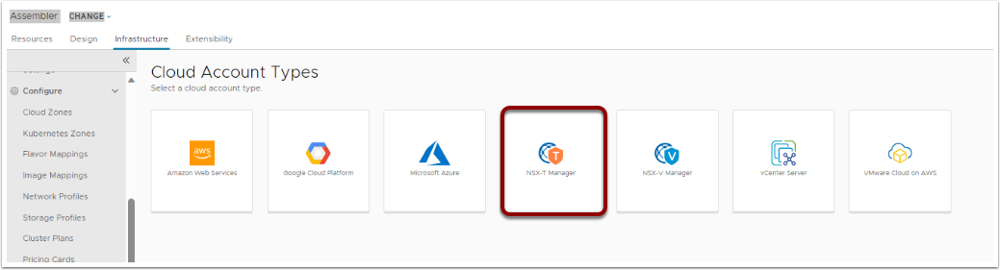 Assembler CHANGE
Resources Design Infrastructure Extensibility
Settings
Configure
Cloud Zones
Kubernetes Zones
Flavor Mappings
Image Mappings
Network Profiles
Storage Profiles
Cluster Plans
Pricing Cards
Cloud Account Types
Select a cloud account type.
aws
Amazon Web Services
Google Cloud Platform
Microsoft Azure
T
NSX-T Manager
V
NSX-V Manager
vCenter Server
VMware Cloud on AWS